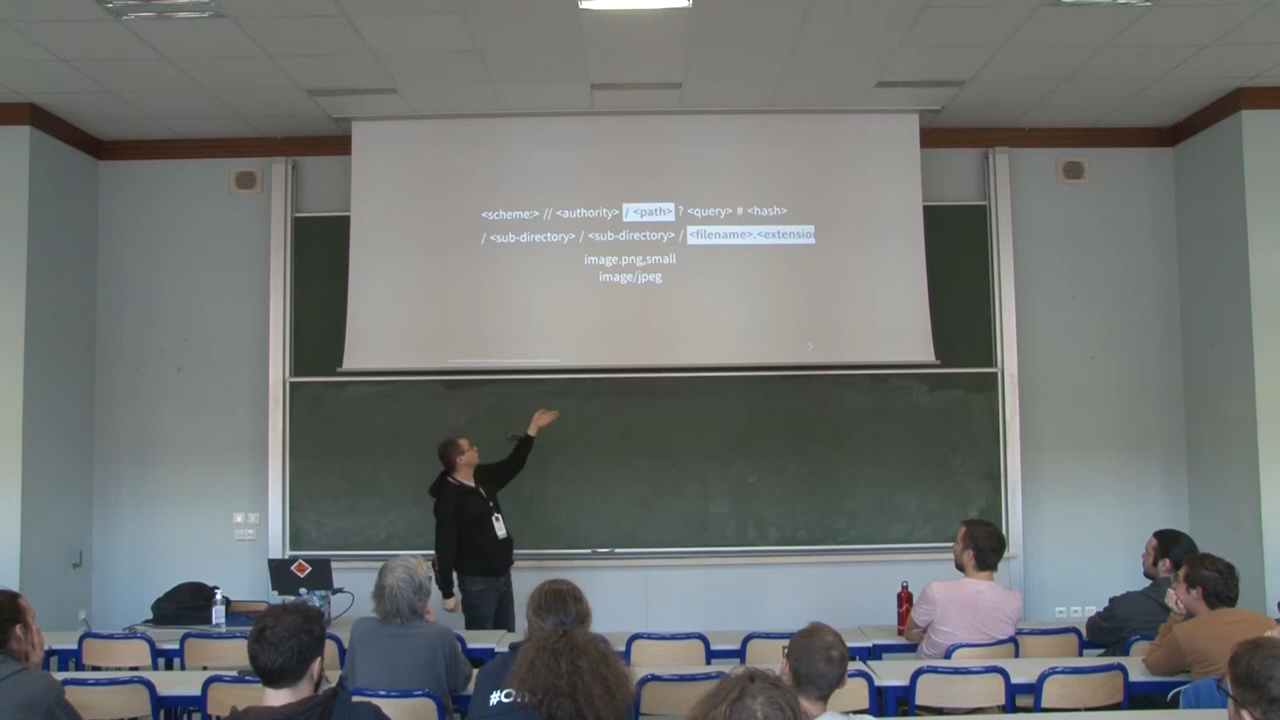 <scheme:> // <authority> / <path> ? <query> # <hash>
/ <sub-directory> / <sub-directory> / <filename>.<extensio
image.png,small
image/jpeg